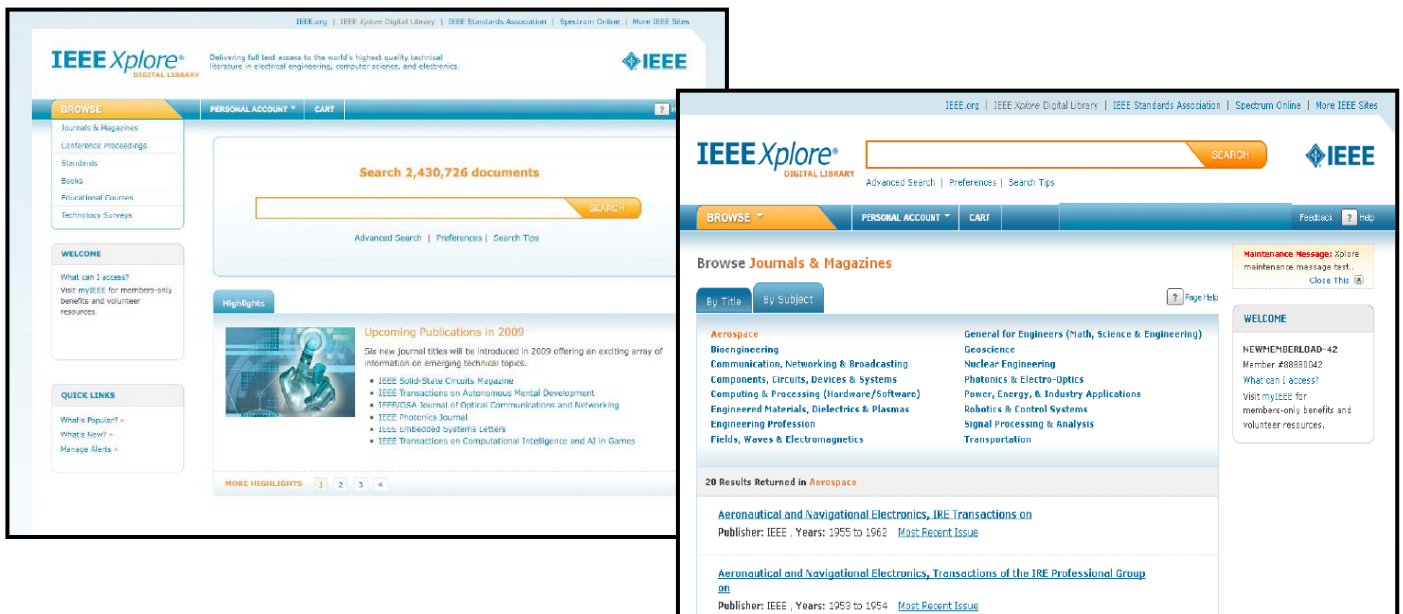 IEEE.org | IEEE Xplore Digital Library | IEEE Standards Association | Spectrum Online | More IEEE Sites
IEEE Xplore®
DIGITAL LIBRARY
Delivering full text access to the world's highest quality technical
literature in electrical engineering, computer science, and electronics.
IEEE
BROWSE
PERSONAL ACCOUNT
CART
?
Journals & Magazines
Conference Proceedings
Standards
Books
Educational Courses
Technology Surveys
Search 2,430,726 documents
SEARCH
Advanced Search | Preferences | Search Tips
WELCOME
What can I access?
Visit myIEEE for members-only
benefits and volunteer
resources.
QUICK LINKS
What's Popular? »
What's New? »
Manage Alerts »
Highlights
Upcoming Publications in 2009
Six new journal titles will be introduced in 2009 offering an exciting array of
information on emerging technical topics.
• IEEE Solid-State Circuits Magazine
• IEEE Transactions on Autonomous Mental Development
• IEEE/OSA Journal of Optical Communications and Networking
• IEEE Photonics Journal
• IEEE Embedded Systems Letters
• IEEE Transactions on Computational Intelligence and AI in Games
MORE HIGHLIGHTS 1 2 3 4
IEEE.org | IEEE Xplore Digital Library | IEEE Standards Association | Spectrum Online | More IEEE Sites
IEEE Xplore®
DIGITAL LIBRARY
SEARCH
IEEE
Advanced Search | Preferences | Search Tips
BROWSE
PERSONAL ACCOUNT
CART
Feedback ? Help
Browse Journals & Magazines
By Title
By Subject
? Page Help
Aerospace
Bioengineering
Communication, Networking & Broadcasting
Components, Circuits, Devices & Systems
Computing & Processing (Hardware/Software)
Engineered Materials, Dielectrics & Plasmas
Engineering Profession
Fields, Waves & Electromagnetics
General for Engineers (Math, Science & Engineering)
Geoscience
Nuclear Engineering
Photonics & Electro-Optics
Power, Energy, & Industry Applications
Robotics & Control Systems
Signal Processing & Analysis
Transportation
20 Results Returned in Aerospace
Aeronautical and Navigational Electronics, IRE Transactions on
Publisher: IEEE , Years: 1955 to 1962 Most Recent Issue
Aeronautical and Navigational Electronics, Transactions of the IRE Professional Group
on
Publisher: IEEE , Years: 1953 to 1954 Most Recent Issue
Maintenance Message: Xplore
maintenance message test..
Close This
WELCOME
NEWMEMBERLOAD-42
Member #88880042
What can I access?
Visit myIEEE for
members-only benefits and
volunteer resources.